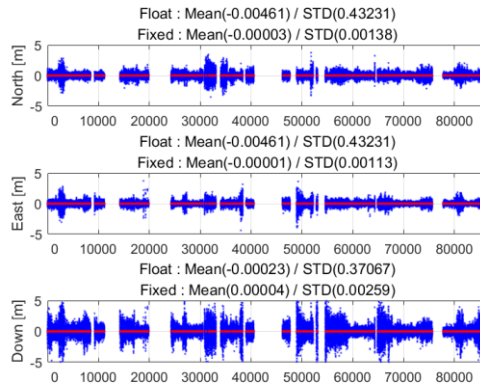 Float : Mean(-0.00461) / STD(0.43231)
Fixed : Mean(-0.00003) / STD(0.00138)
North [m]
5
0
-5
0 10000 20000 30000 40000 50000 60000 70000 80000
Float : Mean(-0.00461) / STD(0.43231)
Fixed : Mean(-0.00001) / STD(0.00113)
East [m]
5
0
-5
0 10000 20000 30000 40000 50000 60000 70000 80000
Float : Mean(-0.00023) / STD(0.37067)
Fixed : Mean(0.00004) / STD(0.00259)
Down [m]
5
0
-5
0 10000 20000 30000 40000 50000 60000 70000 80000